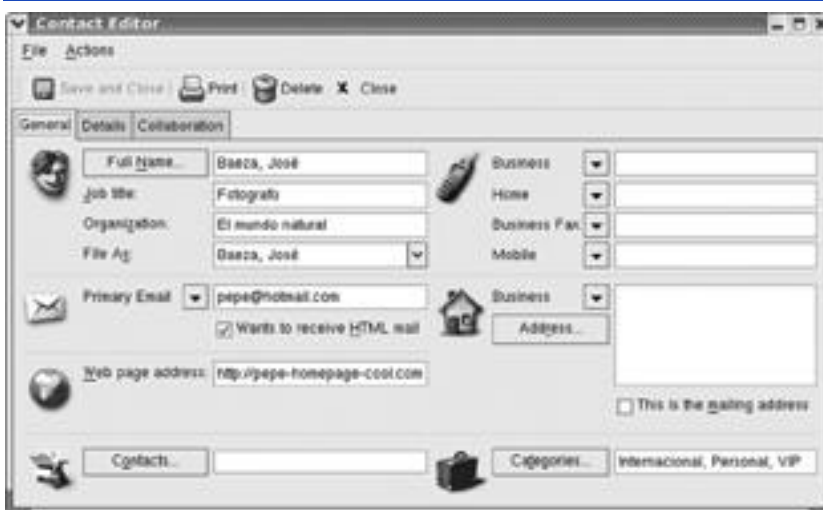 Contact Editor
File Actions
Save and Close Print Delete X Close
General Details Collaboration
Full Name... Baeza, José
Job title: Fotografo
Organization: El mundo natural
File As: Baeza, José
Primary Email pepe@hotmail.com
Wants to receive HTML mail
Web page address: http://pepe-homepage-cool.com
Contacts...
Business
Home
Business Fax
Mobile
Business
Address...
This is the mailing address
Categories... Internacional, Personal, VIP